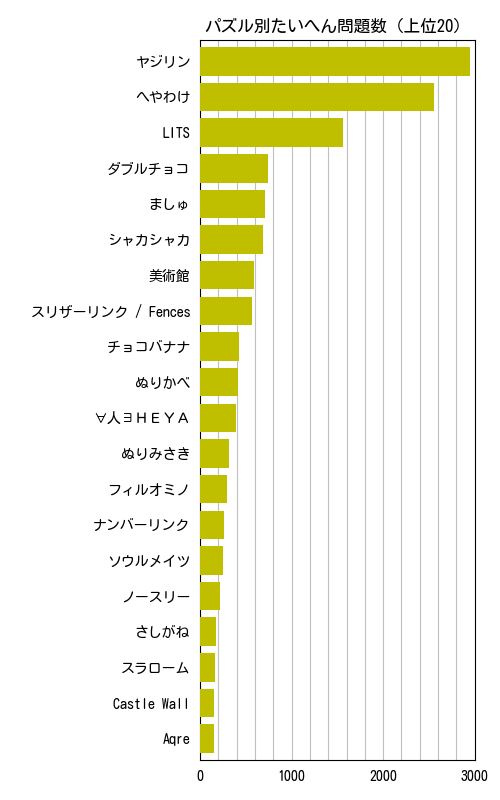 パズル別たいへん問題数 (上位20)
ヤジリン
へやわけ
LITS
ダブルチョコ
ましゅ
シャカシャカ
美術館
スリザーリンク / Fences
チョコバナナ
ぬりかべ
∀人∃ＨＥＹＡ
ぬりみさき
フィルオミノ
ナンバーリンク
ソウルメイツ
ノースリー
さしがね
スラローム
Castle Wall
Aqre
0 1000 2000 3000